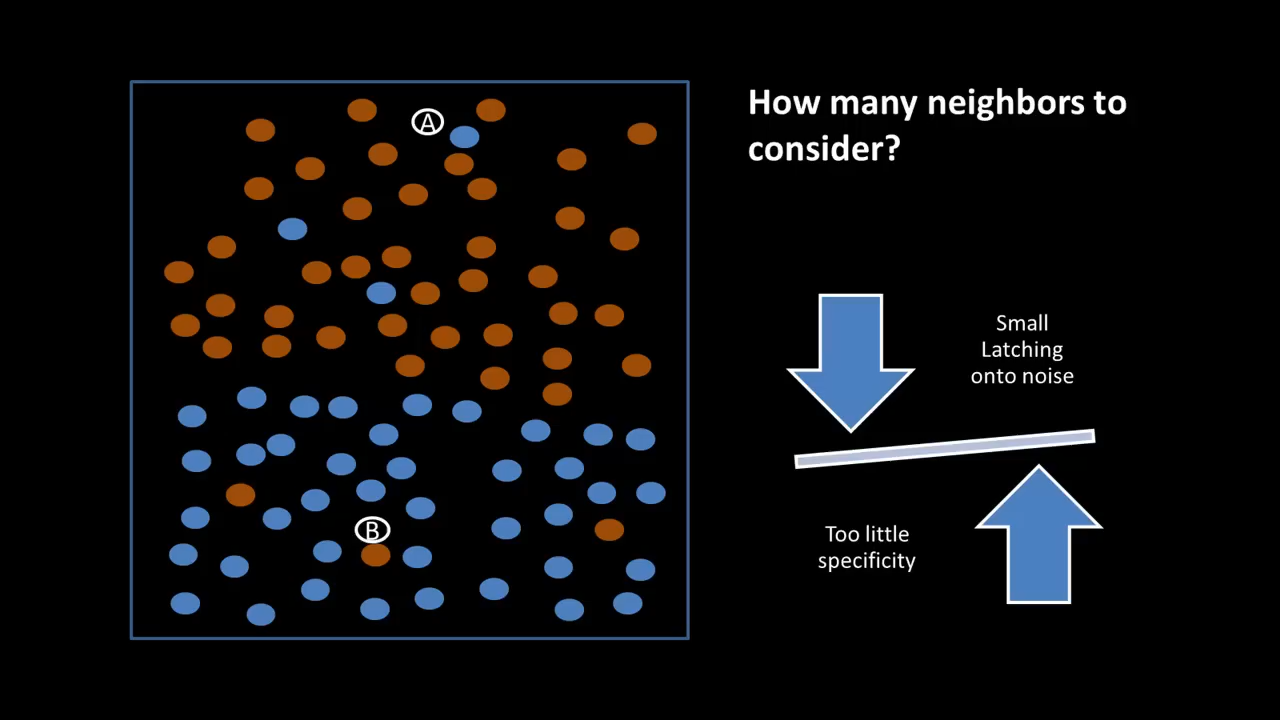 A
How many neighbors to
consider?
Small
Latching
onto noise
B
Too little
specificity